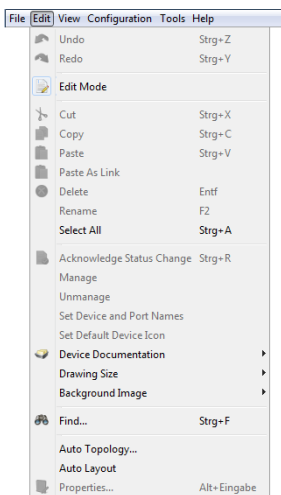 File Edit View Configuration Tools Help
Undo Strg+Z
Redo Strg+Y
Edit Mode
Cut Strg+X
Copy Strg+C
Paste Strg+V
Paste As Link
Delete Entf
Rename F2
Select All Strg+A
Acknowledge Status Change Strg+R
Manage
Unmanage
Set Device and Port Names
Set Default Device Icon
Device Documentation
Drawing Size
Background Image
Find... Strg+F
Auto Topology...
Auto Layout
Properties... Alt+Eingabe